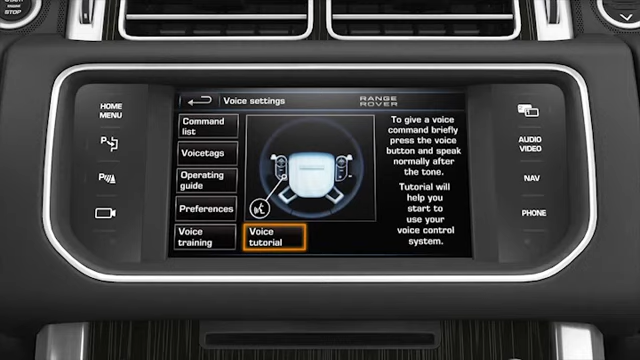 STOP
HOME
MENU
AUDIO
VIDEO
NAV
PHONE
Voice settings
RANGE
ROVER
Command
list
Voicetags
Operating
guide
Preferences
Voice
training
Voice
tutorial
To give a voice
command briefly
press the voice
button and speak
normally after
the tone.
Tutorial will
help you
start to
use your
voice control
system.